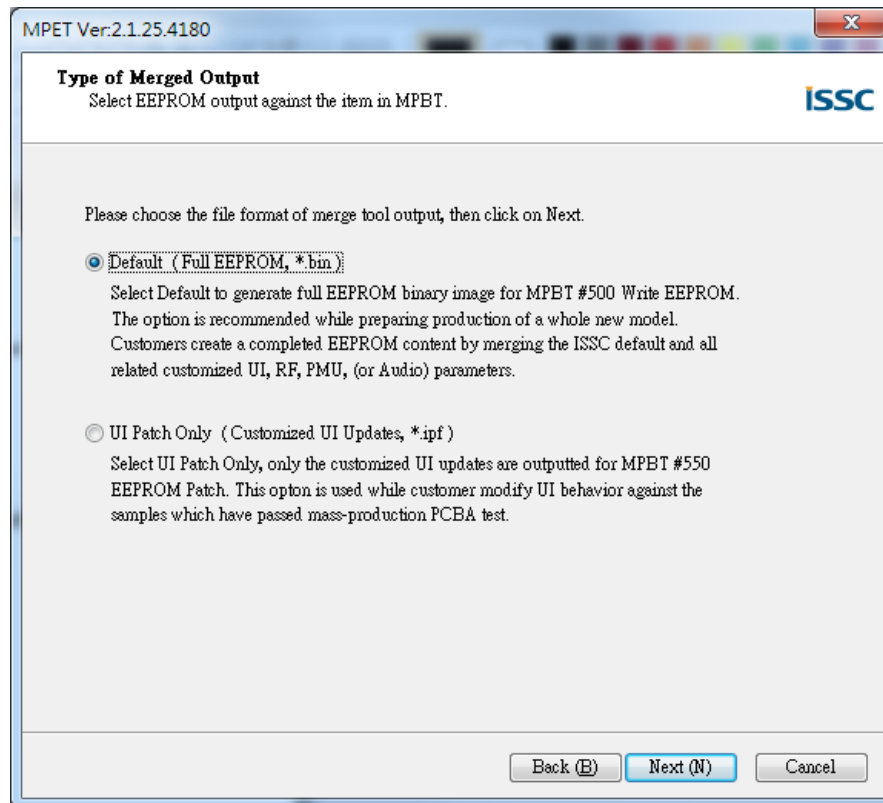 MPET Ver:2.1.25.4180
Type of Merged Output
Select EEPROM output against the item in MPBT.
ISSC
Please choose the file format of merge tool output, then click on Next.
Default ( Full EEPROM, *.bin )
Select Default to generate full EEPROM binary image for MPBT #500 Write EEPROM.
The option is recommended while preparing production of a whole new model.
Customers create a completed EEPROM content by merging the ISSC default and all
related customized UI, RF, PMU, (or Audio) parameters.
UI Patch Only ( Customized UI Updates, *.ipf )
Select UI Patch Only, only the customized UI updates are outputted for MPBT #550
EEPROM Patch. This opton is used while customer modify UI behavior against the
samples which have passed mass-production PCBA test.
Back (B)
Next (N)
Cancel